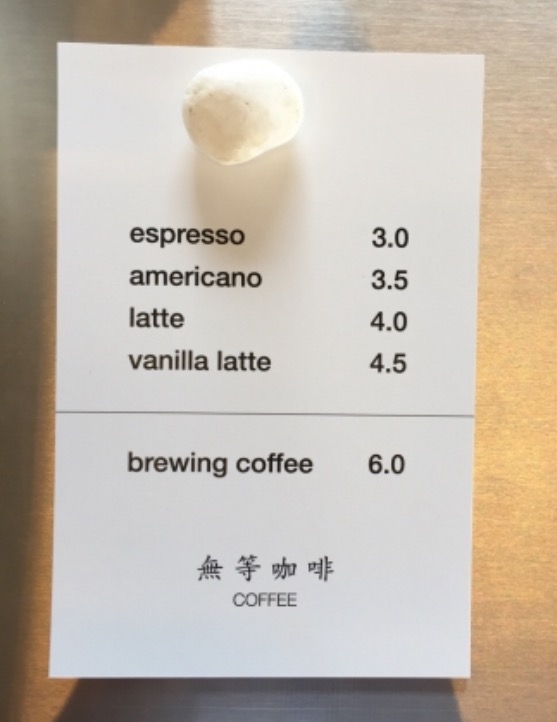 espresso 3.0
americano 3.5
latte 4.0
vanilla latte 4.5
brewing coffee 6.0
無等咖啡
COFFEE